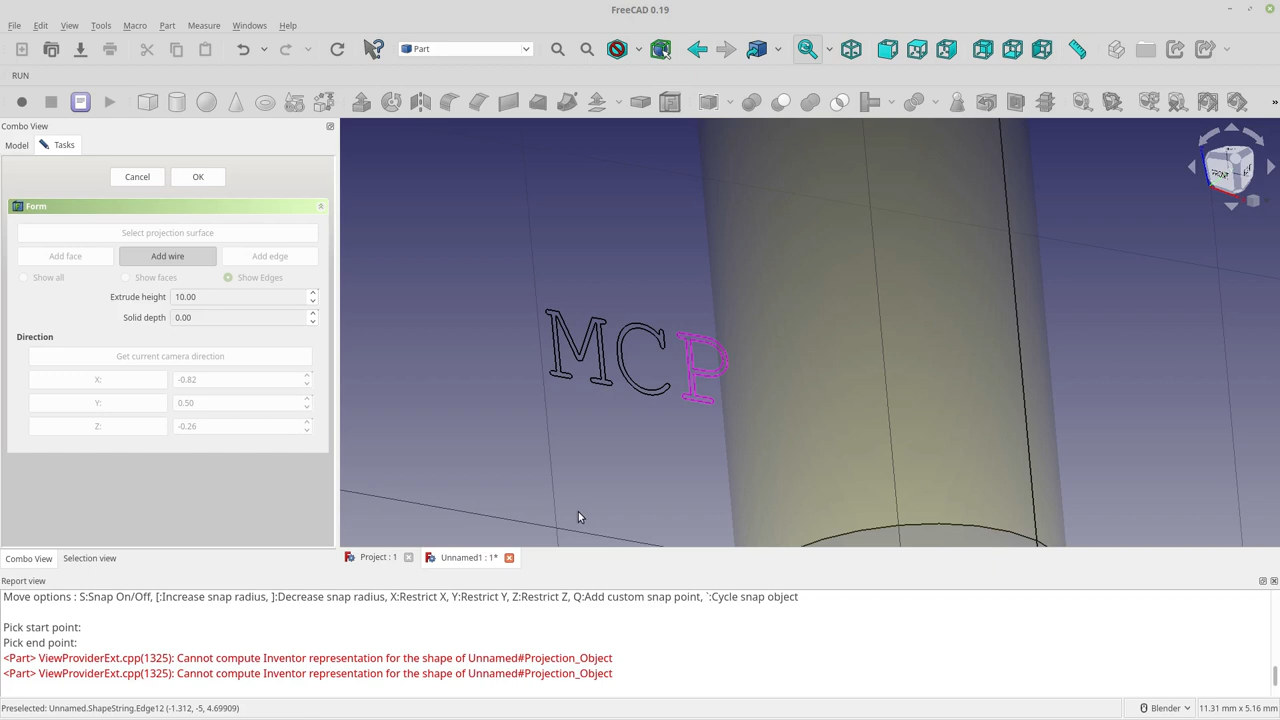 FreeCAD 0.19
File Edit View Tools Macro Part Measure Windows Help
Part
RUN
»
Combo View
Model Tasks
Cancel OK
Form
Select projection surface
Add face Add wire Add edge
Show all Show faces Show Edges
Extrude height 10.00
Solid depth 0.00
Direction
Get current camera direction
X: -0.82
Y: 0.50
Z: -0.26
MCP
FRONT
Combo View Selection view
Project : 1 Unnamed1 : 1*
Report view
Move options : S:Snap On/Off, [:Increase snap radius, ]:Decrease snap radius, X:Restrict X, Y:Restrict Y, Z:Restrict Z, Q:Add custom snap point, `:Cycle snap object
Pick start point:
Pick end point:
<Part> ViewProviderExt.cpp(1325): Cannot compute Inventor representation for the shape of Unnamed#Projection_Object
<Part> ViewProviderExt.cpp(1325): Cannot compute Inventor representation for the shape of Unnamed#Projection_Object
Preselected: Unnamed.ShapeString.Edge12 (-1.312, -5, 4.69909) Blender 11.31 mm x 5.16 mm